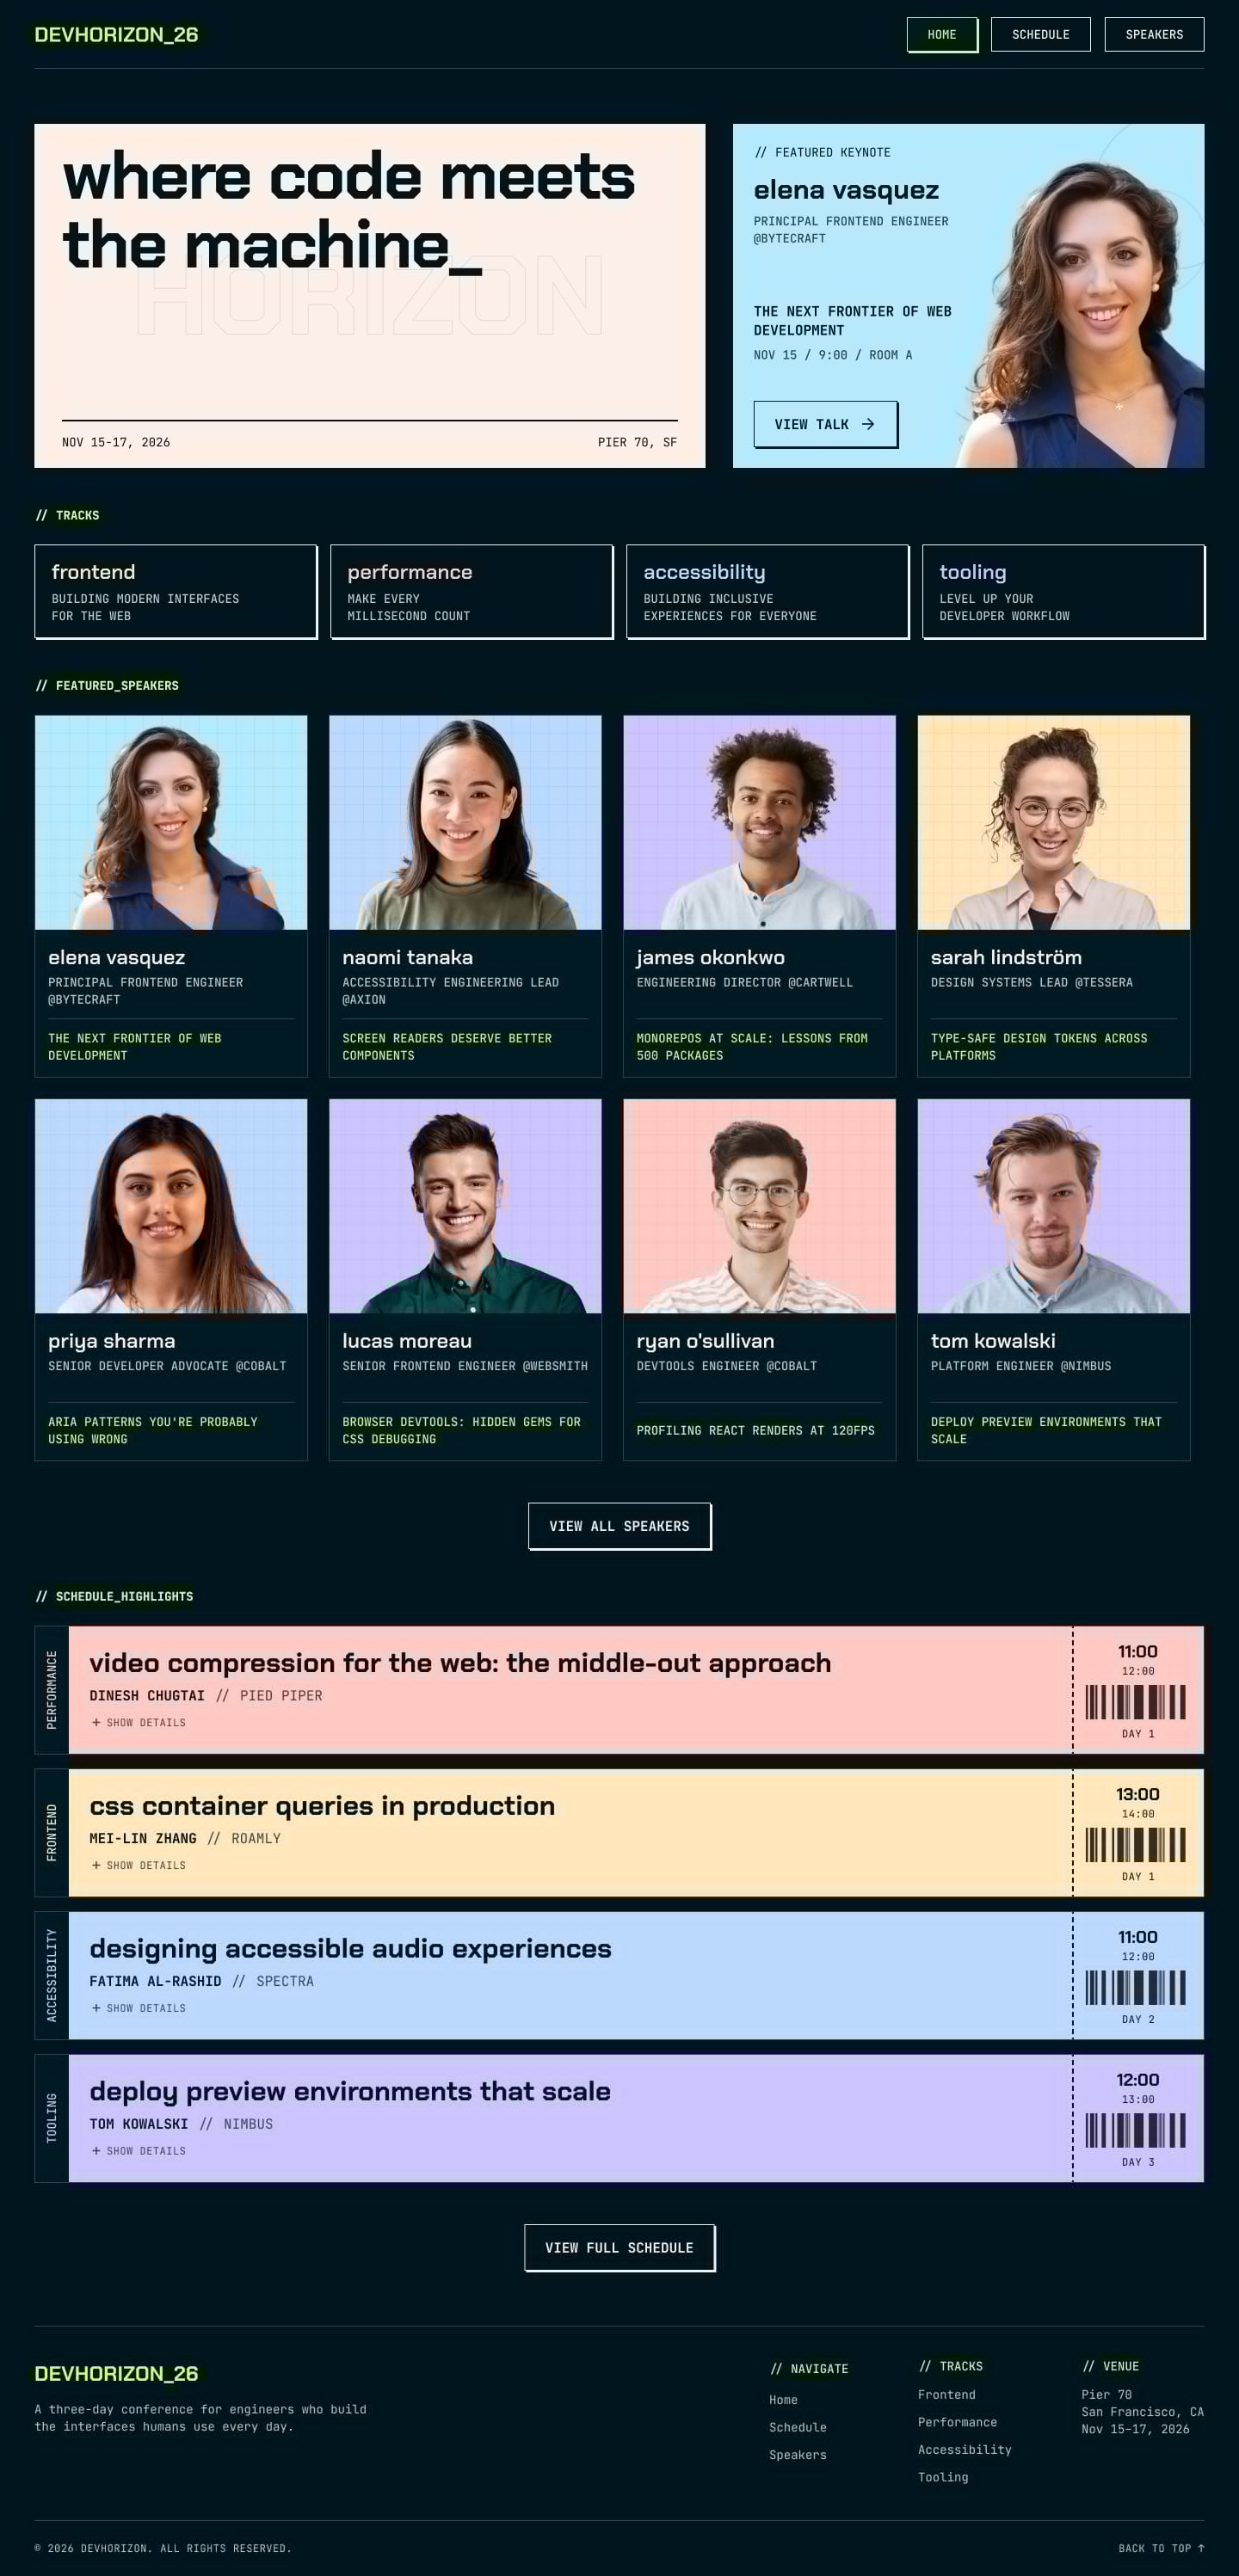 DEVHORIZON_26
HOME
SCHEDULE
SPEAKERS
where code meets
the machine_
HORIZON
NOV 15-17, 2026
PIER 70, SF
// FEATURED KEYNOTE
elena vasquez
PRINCIPAL FRONTEND ENGINEER
@BYTECRAFT
THE NEXT FRONTIER OF WEB
DEVELOPMENT
NOV 15 / 9:00 / ROOM A
VIEW TALK →
// TRACKS
frontend
BUILDING MODERN INTERFACES
FOR THE WEB
performance
MAKE EVERY
MILLISECOND COUNT
accessibility
BUILDING INCLUSIVE
EXPERIENCES FOR EVERYONE
tooling
LEVEL UP YOUR
DEVELOPER WORKFLOW
// FEATURED_SPEAKERS
elena vasquez
PRINCIPAL FRONTEND ENGINEER
@BYTECRAFT
THE NEXT FRONTIER OF WEB
DEVELOPMENT
naomi tanaka
ACCESSIBILITY ENGINEERING LEAD
@AXION
SCREEN READERS DESERVE BETTER
COMPONENTS
james okonkwo
ENGINEERING DIRECTOR @CARTWELL
MONOREPOS AT SCALE: LESSONS FROM
500 PACKAGES
sarah lindström
DESIGN SYSTEMS LEAD @TESSERA
TYPE-SAFE DESIGN TOKENS ACROSS
PLATFORMS
priya sharma
SENIOR DEVELOPER ADVOCATE @COBALT
ARIA PATTERNS YOU'RE PROBABLY
USING WRONG
lucas moreau
SENIOR FRONTEND ENGINEER @WEBSMITH
BROWSER DEVTOOLS: HIDDEN GEMS FOR
CSS DEBUGGING
ryan o'sullivan
DEVTOOLS ENGINEER @COBALT
PROFILING REACT RENDERS AT 120FPS
tom kowalski
PLATFORM ENGINEER @NIMBUS
DEPLOY PREVIEW ENVIRONMENTS THAT
SCALE
VIEW ALL SPEAKERS
// SCHEDULE_HIGHLIGHTS
PERFORMANCE
video compression for the web: the middle-out approach
DINESH CHUGTAI // PIED PIPER
+ SHOW DETAILS
11:00
12:00
DAY 1
FRONTEND
css container queries in production
MEI-LIN ZHANG // ROAMLY
+ SHOW DETAILS
13:00
14:00
DAY 1
ACCESSIBILITY
designing accessible audio experiences
FATIMA AL-RASHID // SPECTRA
+ SHOW DETAILS
11:00
12:00
DAY 2
TOOLING
deploy preview environments that scale
TOM KOWALSKI // NIMBUS
+ SHOW DETAILS
12:00
13:00
DAY 3
VIEW FULL SCHEDULE
DEVHORIZON_26
A three-day conference for engineers who build
the interfaces humans use every day.
// NAVIGATE
Home
Schedule
Speakers
// TRACKS
Frontend
Performance
Accessibility
Tooling
// VENUE
Pier 70
San Francisco, CA
Nov 15–17, 2026
© 2026 DEVHORIZON. ALL RIGHTS RESERVED.
BACK TO TOP ↑